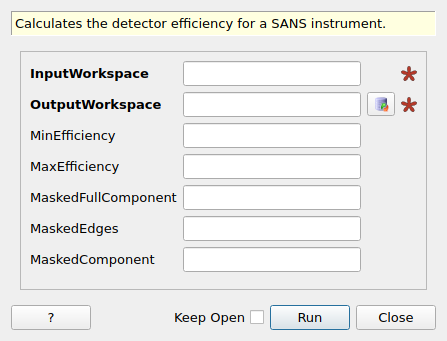 Calculates the detector efficiency for a SANS instrument.
InputWorkspace
OutputWorkspace
MinEfficiency
MaxEfficiency
MaskedFullComponent
MaskedEdges
MaskedComponent
? Keep Open Run Close